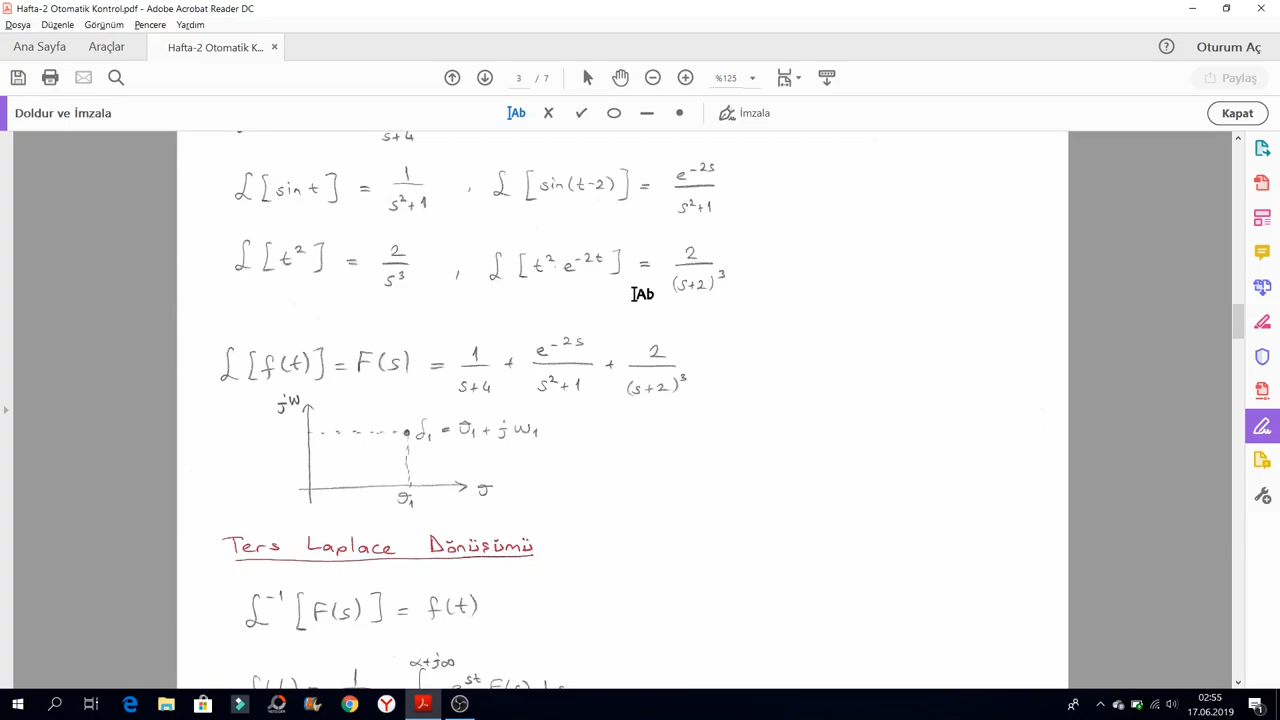 Hafta-2 Otomatik Kontrol.pdf - Adobe Acrobat Reader DC
Dosya Düzenle Görünüm Pencere Yardım
Ana Sayfa Araçlar Hafta-2 Otomatik K... × Oturum Aç
3 / 7 %125 Paylaş
Doldur ve İmzala Ab İmzala Kapat
s+4
ℒ[sin t] = 1/(s²+1) , ℒ[sin(t-2)] = e^(-2s)/(s²+1)
ℒ[t²] = 2/s³ , ℒ[t² · e^(-2t)] = 2/(s+2)³
Ab
ℒ[f(t)] = F(s) = 1/(s+4) + e^(-2s)/(s²+1) + 2/(s+2)³
jw
s₁ = σ₁ + j w₁
σ
σ₁
Ters Laplace Dönüşümü
ℒ⁻¹[F(s)] = f(t)
α+j∞
02:55
17.06.2019